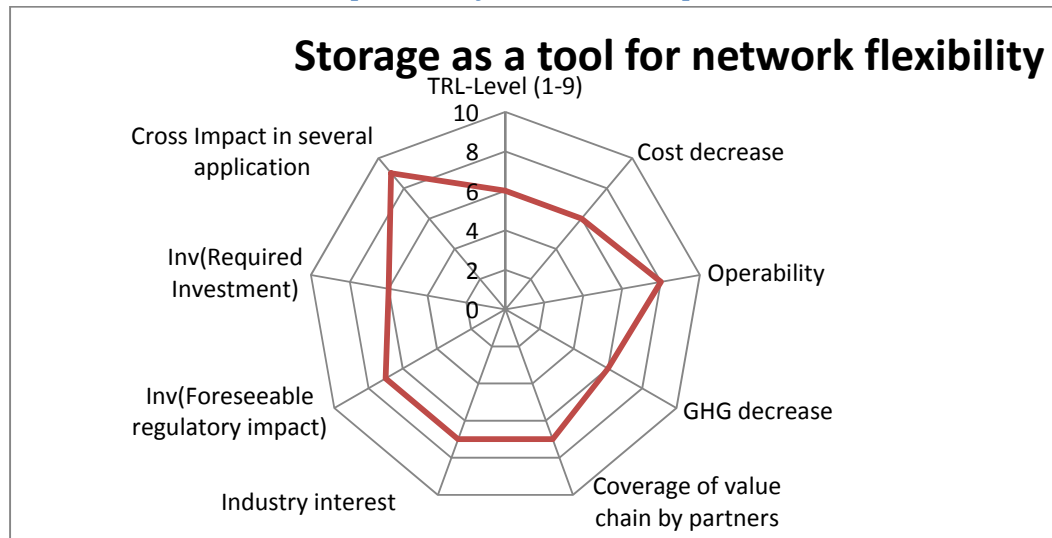 Storage as a tool for network flexibility
TRL-Level (1-9)
10
8
6
4
2
0
Cost decrease
Operability
GHG decrease
Coverage of value
chain by partners
Industry interest
Inv(Foreseeable
regulatory impact)
Inv(Required
Investment)
Cross Impact in several
application